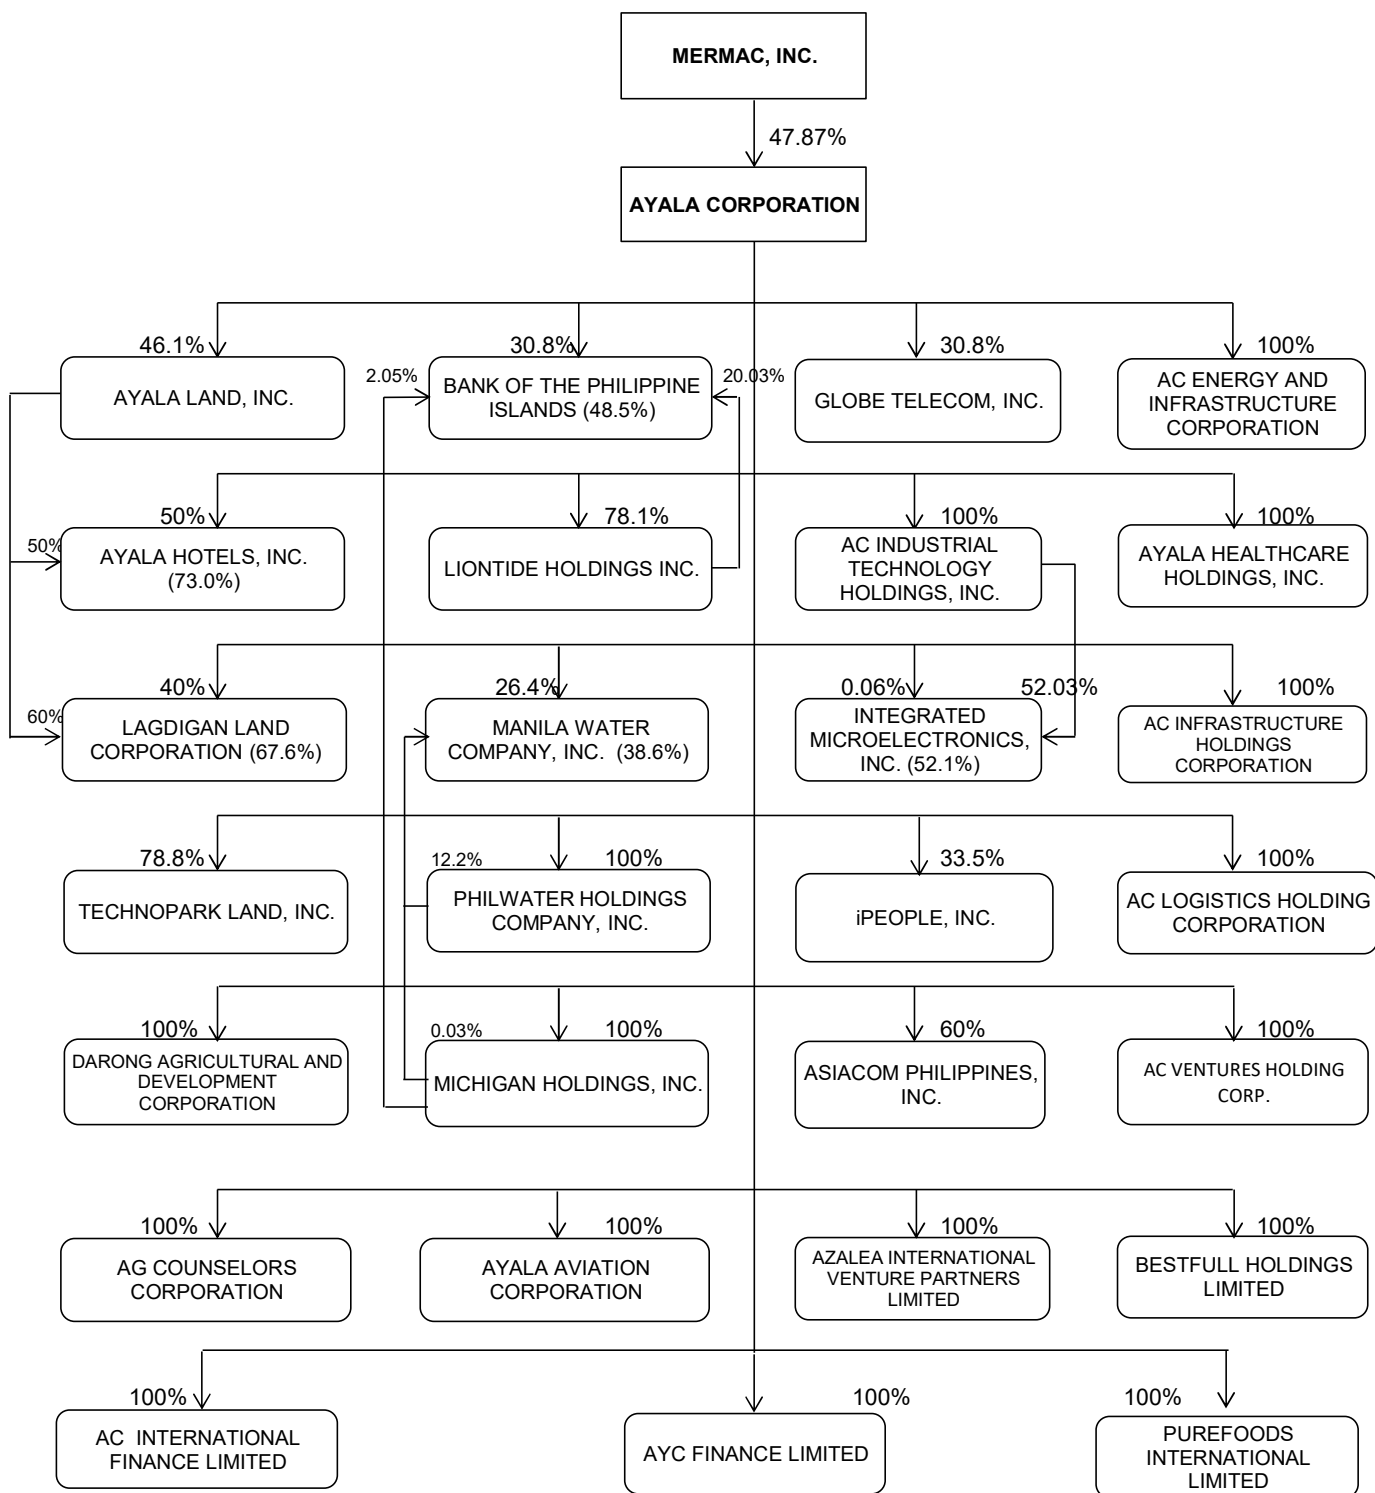 MERMAC, INC.
47.87%
AYALA CORPORATION
46.1%
30.8%
30.8%
100%
2.05%
20.03%
AYALA LAND, INC.
BANK OF THE PHILIPPINE
ISLANDS (48.5%)
GLOBE TELECOM, INC.
AC ENERGY AND
INFRASTRUCTURE
CORPORATION
50%
78.1%
100%
100%
50%
AYALA HOTELS, INC.
(73.0%)
LIONTIDE HOLDINGS INC.
AC INDUSTRIAL
TECHNOLOGY
HOLDINGS, INC.
AYALA HEALTHCARE
HOLDINGS, INC.
40%
26.4%
0.06%
52.03%
100%
60%
LAGDIGAN LAND
CORPORATION (67.6%)
MANILA WATER
COMPANY, INC. (38.6%)
INTEGRATED
MICROELECTRONICS,
INC. (52.1%)
AC INFRASTRUCTURE
HOLDINGS
CORPORATION
78.8%
12.2%
100%
33.5%
100%
TECHNOPARK LAND, INC.
PHILWATER HOLDINGS
COMPANY, INC.
iPEOPLE, INC.
AC LOGISTICS HOLDING
CORPORATION
100%
0.03%
100%
60%
100%
DARONG AGRICULTURAL AND
DEVELOPMENT
CORPORATION
MICHIGAN HOLDINGS, INC.
ASIACOM PHILIPPINES,
INC.
AC VENTURES HOLDING
CORP.
100%
100%
100%
100%
AG COUNSELORS
CORPORATION
AYALA AVIATION
CORPORATION
AZALEA INTERNATIONAL
VENTURE PARTNERS
LIMITED
BESTFULL HOLDINGS
LIMITED
100%
100%
100%
AC INTERNATIONAL
FINANCE LIMITED
AYC FINANCE LIMITED
PUREFOODS
INTERNATIONAL
LIMITED